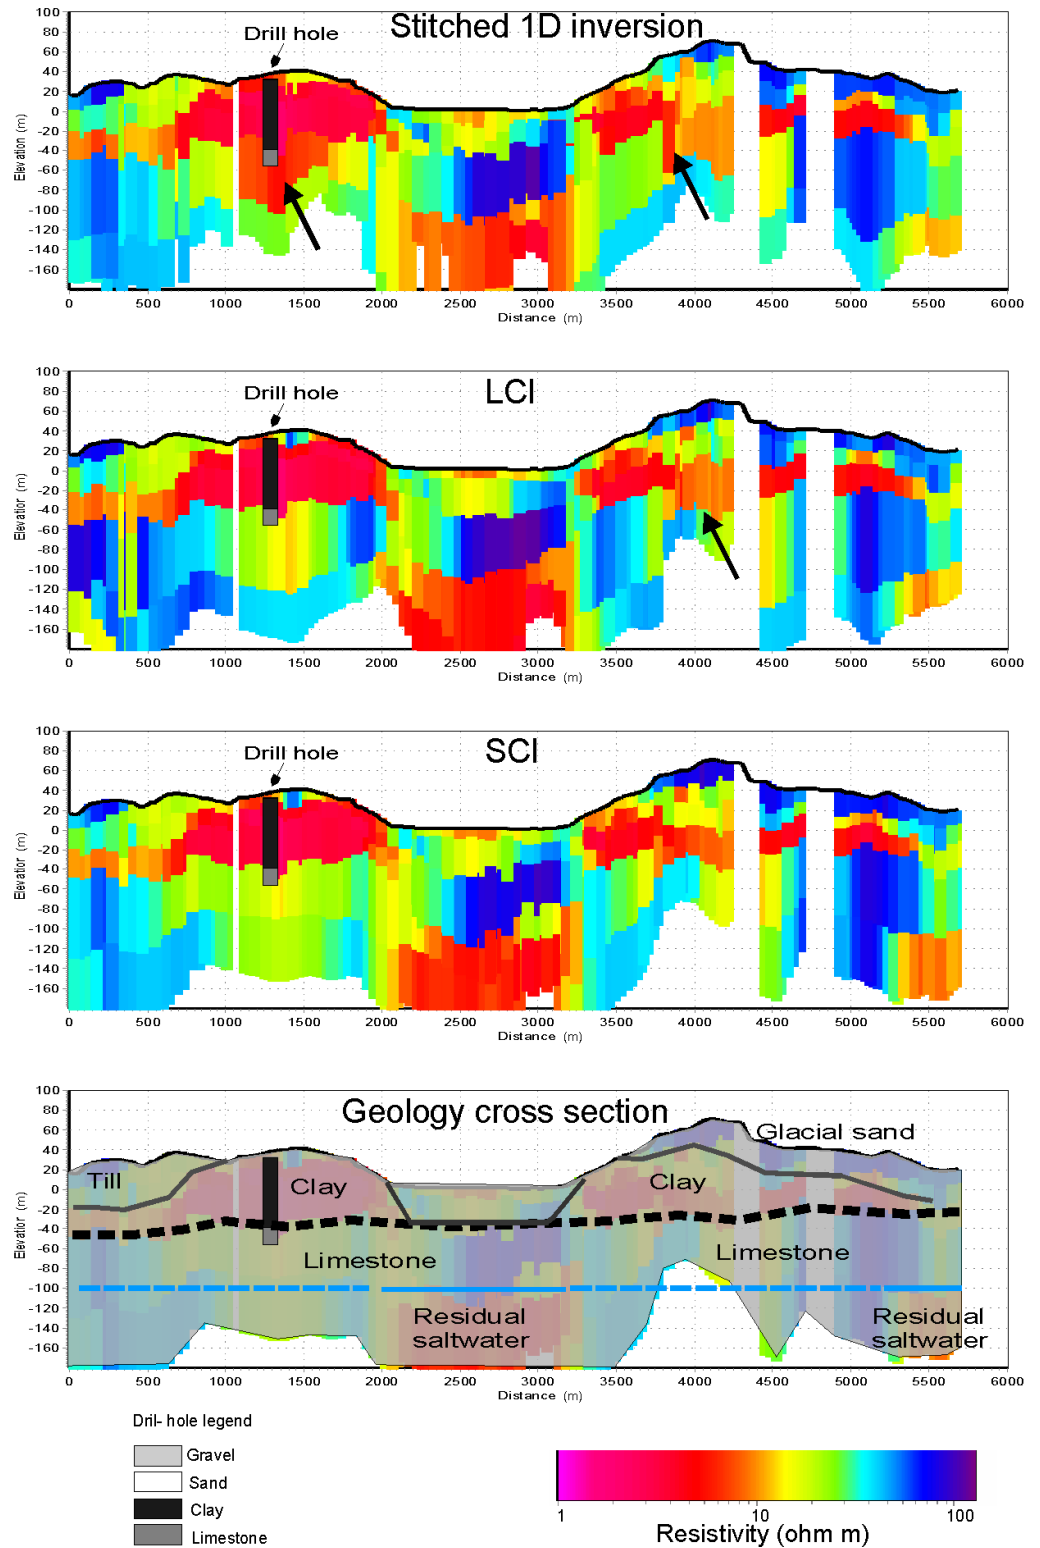 Stitched 1D inversion
Drill hole
100
80
60
40
20
0
-20
-40
-60
-80
-100
-120
-140
-160
Elevation (m)
0 500 1000 1500 2000 2500 3000 3500 4000 4500 5000 5500 6000
Distance (m)
LCI
Drill hole
100
80
60
40
20
0
-20
-40
-60
-80
-100
-120
-140
-160
Elevation (m)
0 500 1000 1500 2000 2500 3000 3500 4000 4500 5000 5500 6000
Distance (m)
SCI
Drill hole
100
80
60
40
20
0
-20
-40
-60
-80
-100
-120
-140
-160
Elevation (m)
0 500 1000 1500 2000 2500 3000 3500 4000 4500 5000 5500 6000
Distance (m)
Geology cross section
100
80
60
40
20
0
-20
-40
-60
-80
-100
-120
-140
-160
Elevation (m)
Glacial sand
Till
Clay
Clay
Limestone
Limestone
Residual
saltwater
Residual
saltwater
0 500 1000 1500 2000 2500 3000 3500 4000 4500 5000 5500 6000
Distance (m)
Dril- hole legend
Gravel
Sand
Clay
Limestone
1 10 100
Resistivity (ohm m)